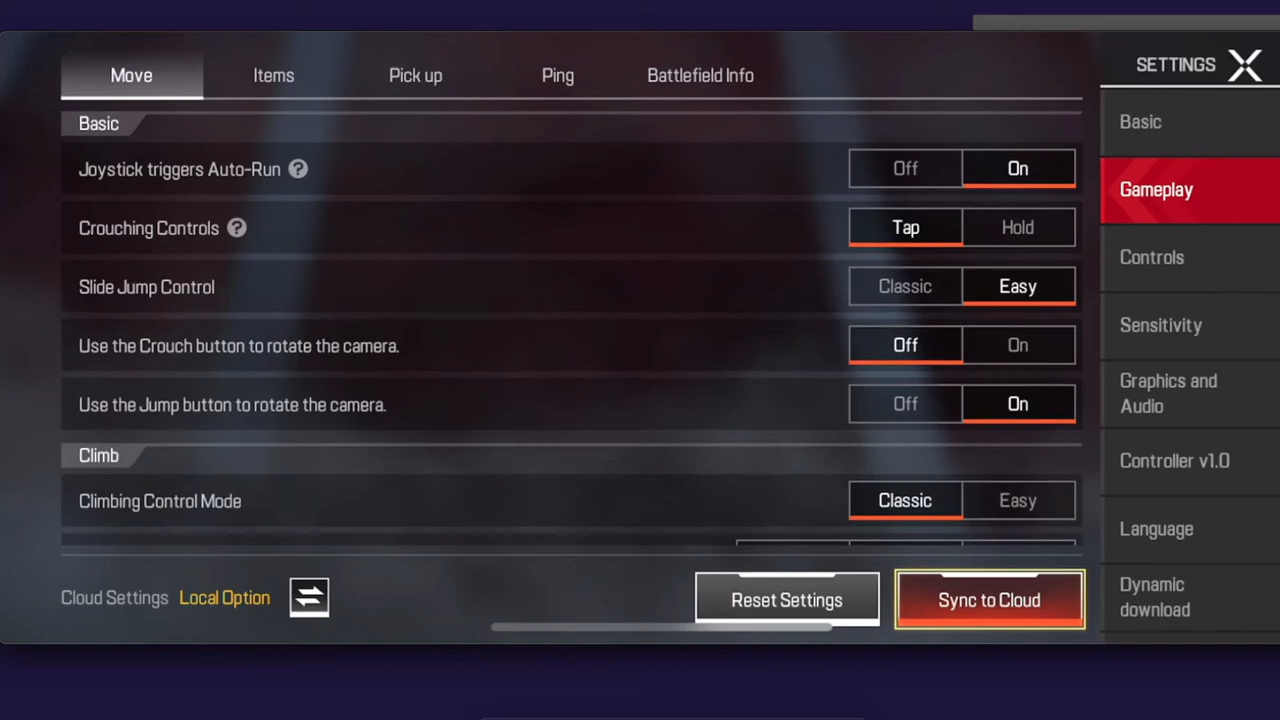 Move Items Pick up Ping Battlefield Info
SETTINGS
Basic
Joystick triggers Auto-Run ? Off On
Crouching Controls ? Tap Hold
Slide Jump Control Classic Easy
Use the Crouch button to rotate the camera. Off On
Use the Jump button to rotate the camera. Off On
Climb
Climbing Control Mode Classic Easy
Cloud Settings Local Option Reset Settings Sync to Cloud
Basic
Gameplay
Controls
Sensitivity
Graphics and
Audio
Controller v1.0
Language
Dynamic
download